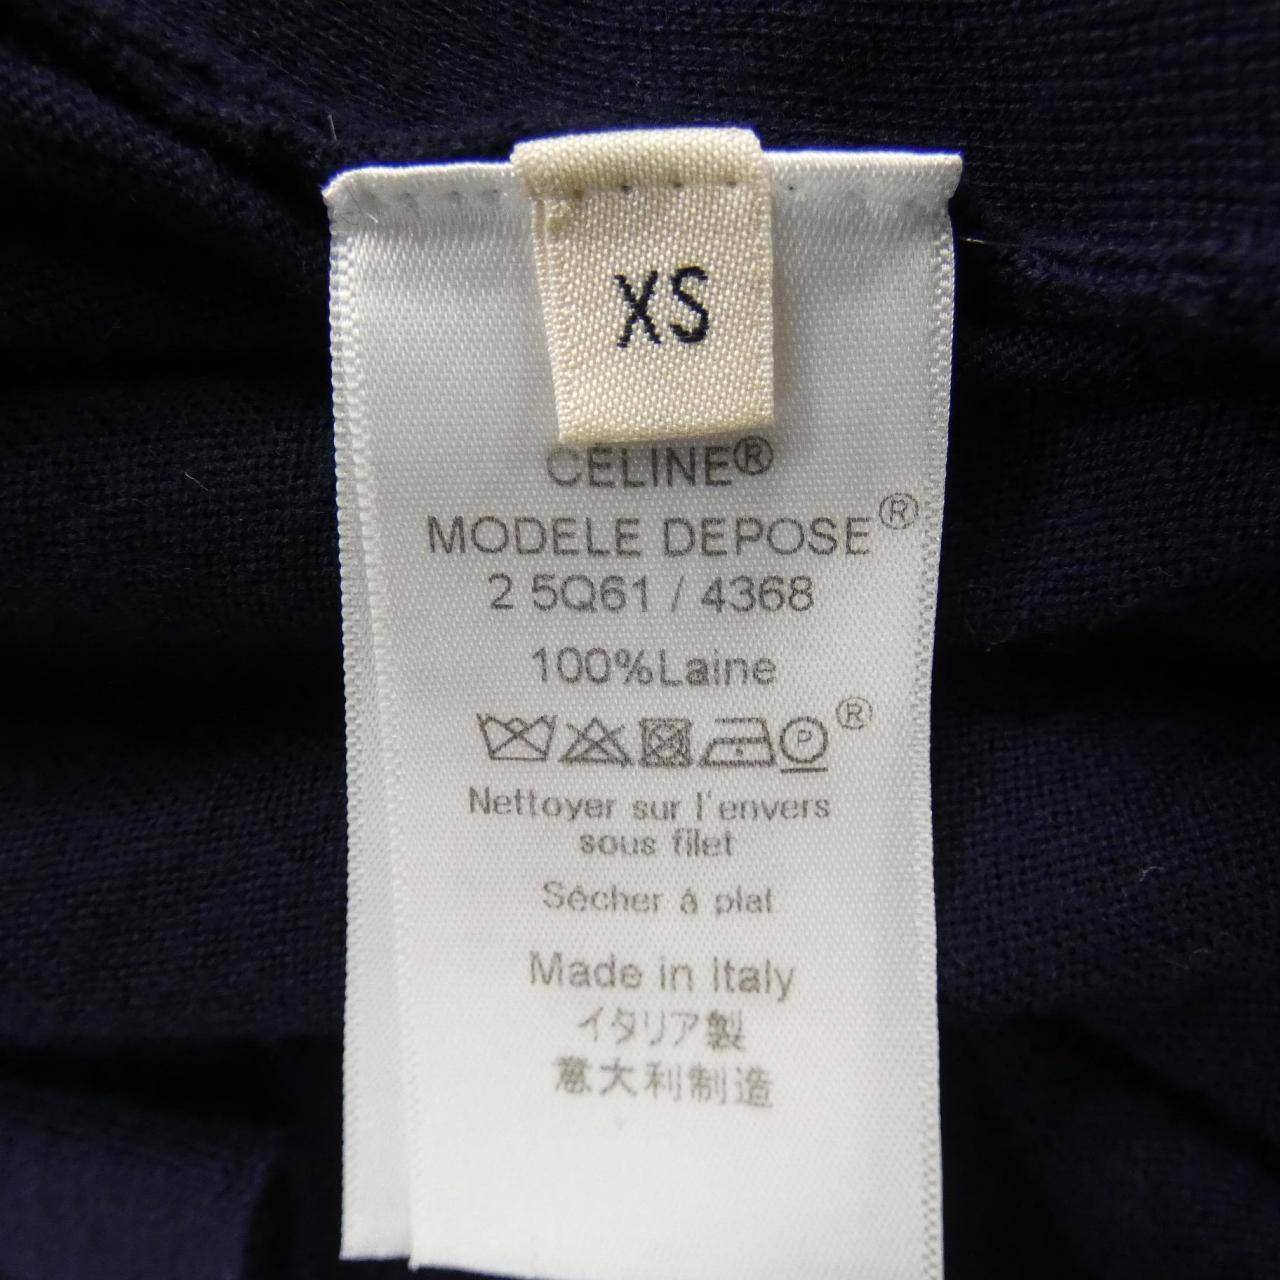 XS
CÉLINE®
MODELE DEPOSE®
2 5Q61 / 4368
100%Laine
P ®
Nettoyer sur l'envers
sous filet
Sécher à plat
Made in Italy
イタリア製
意大利制造